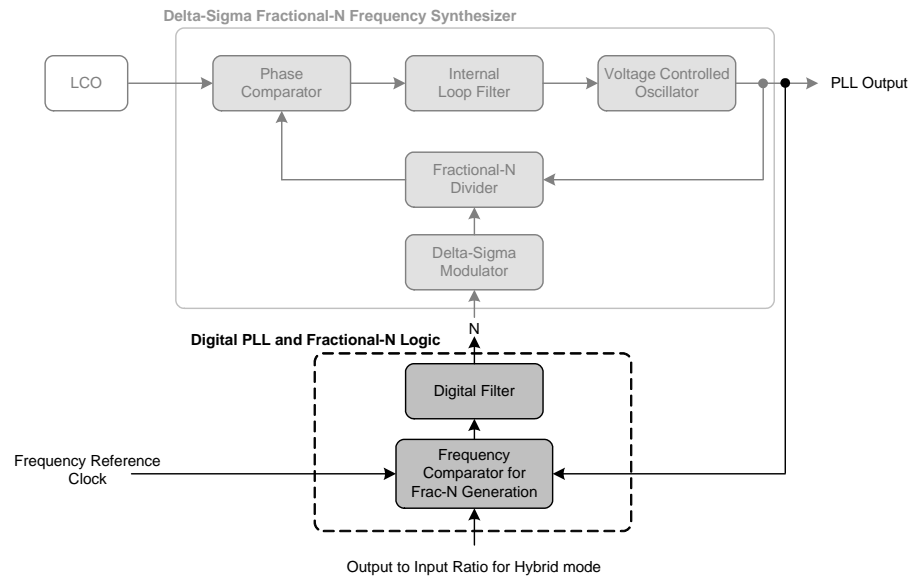 Delta-Sigma Fractional-N Frequency Synthesizer
LCO
Phase
Comparator
Internal
Loop Filter
Voltage Controlled
Oscillator
PLL Output
Fractional-N
Divider
Delta-Sigma
Modulator
N
Digital PLL and Fractional-N Logic
Digital Filter
Frequency Reference
Clock
Frequency
Comparator for
Frac-N Generation
Output to Input Ratio for Hybrid mode